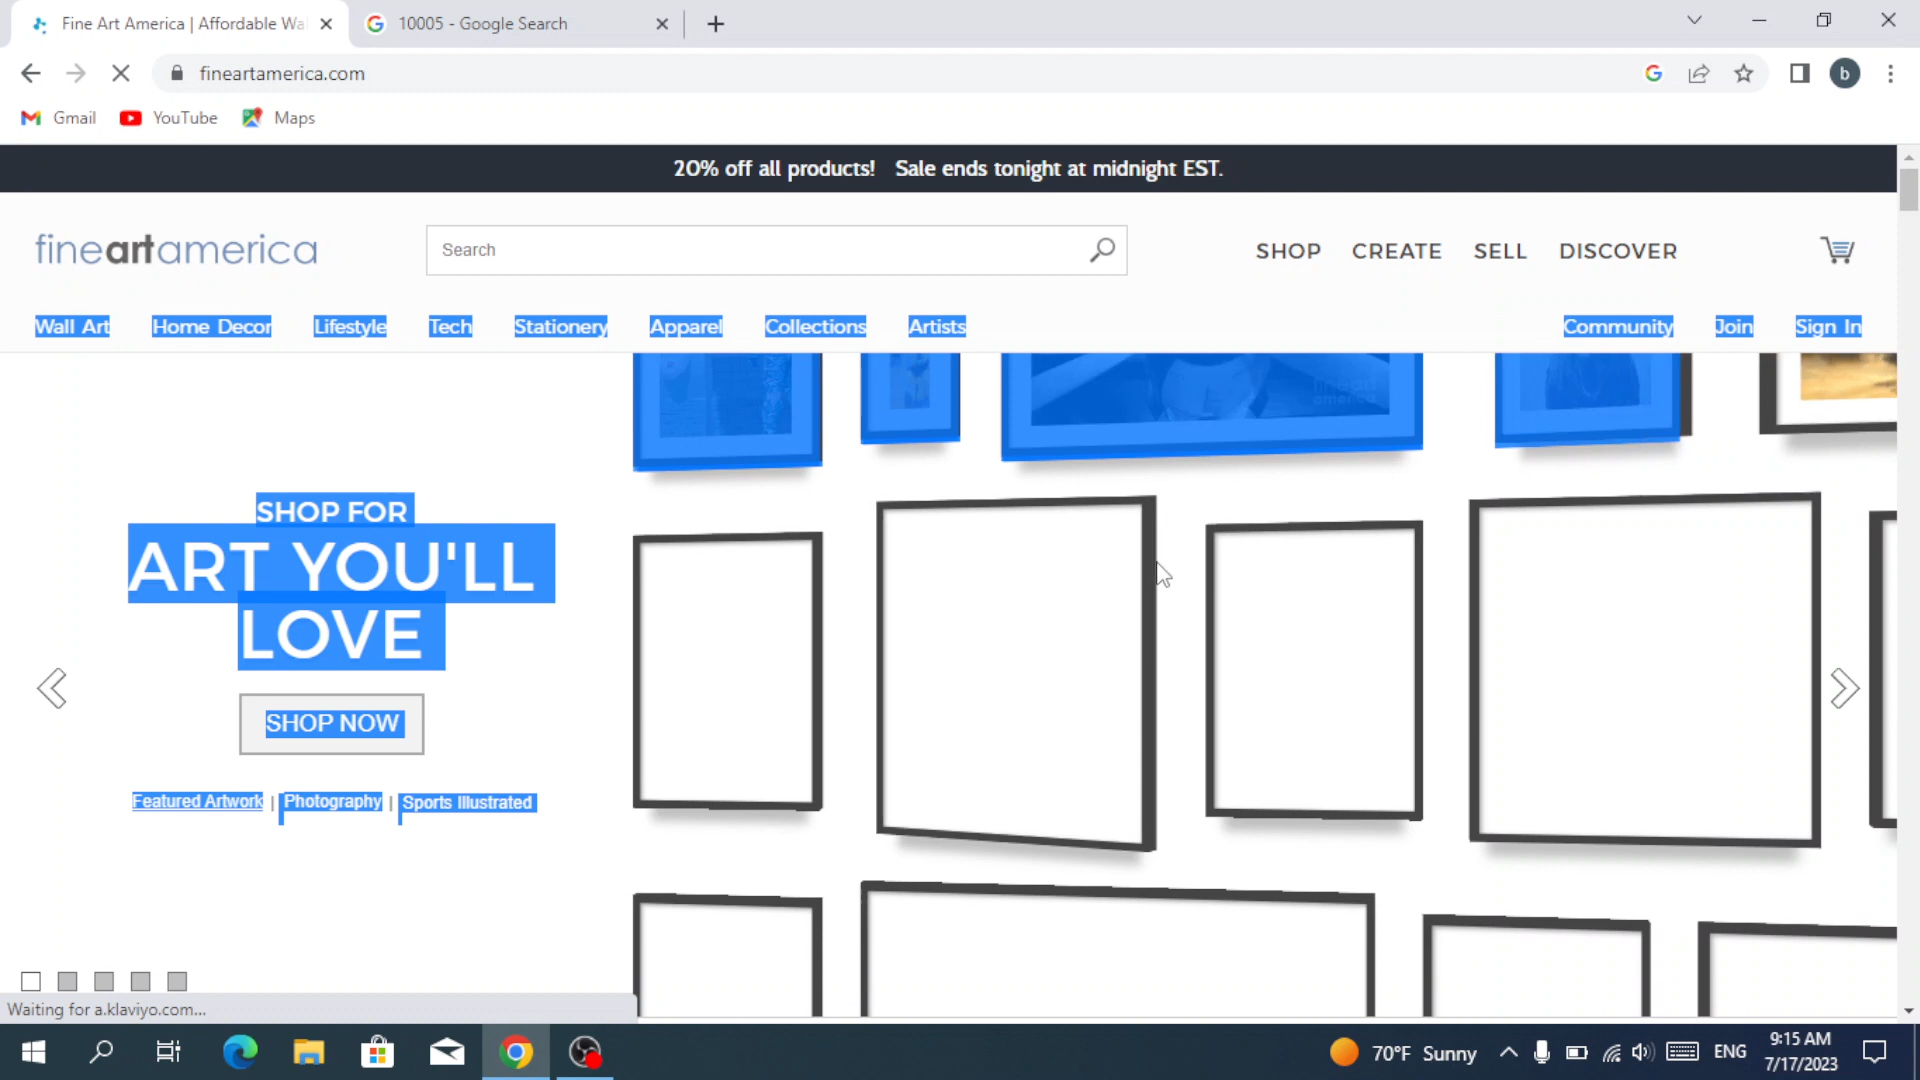 Fine Art America | Affordable Wa
10005 - Google Search
fineartamerica.com
b
Gmail
YouTube
Maps
20% off all products! Sale ends tonight at midnight EST.
fineartamerica
Search
SHOP
CREATE
SELL
DISCOVER
Wall Art
Home Decor
Lifestyle
Tech
Stationery
Apparel
Collections
Artists
Community
Join
Sign In
fine art
america
SHOP FOR
ART YOU'LL
LOVE
SHOP NOW
Featured Artwork | Photography | Sports Illustrated
Waiting for a.klaviyo.com...
70°F Sunny
ENG
9:15 AM
7/17/2023